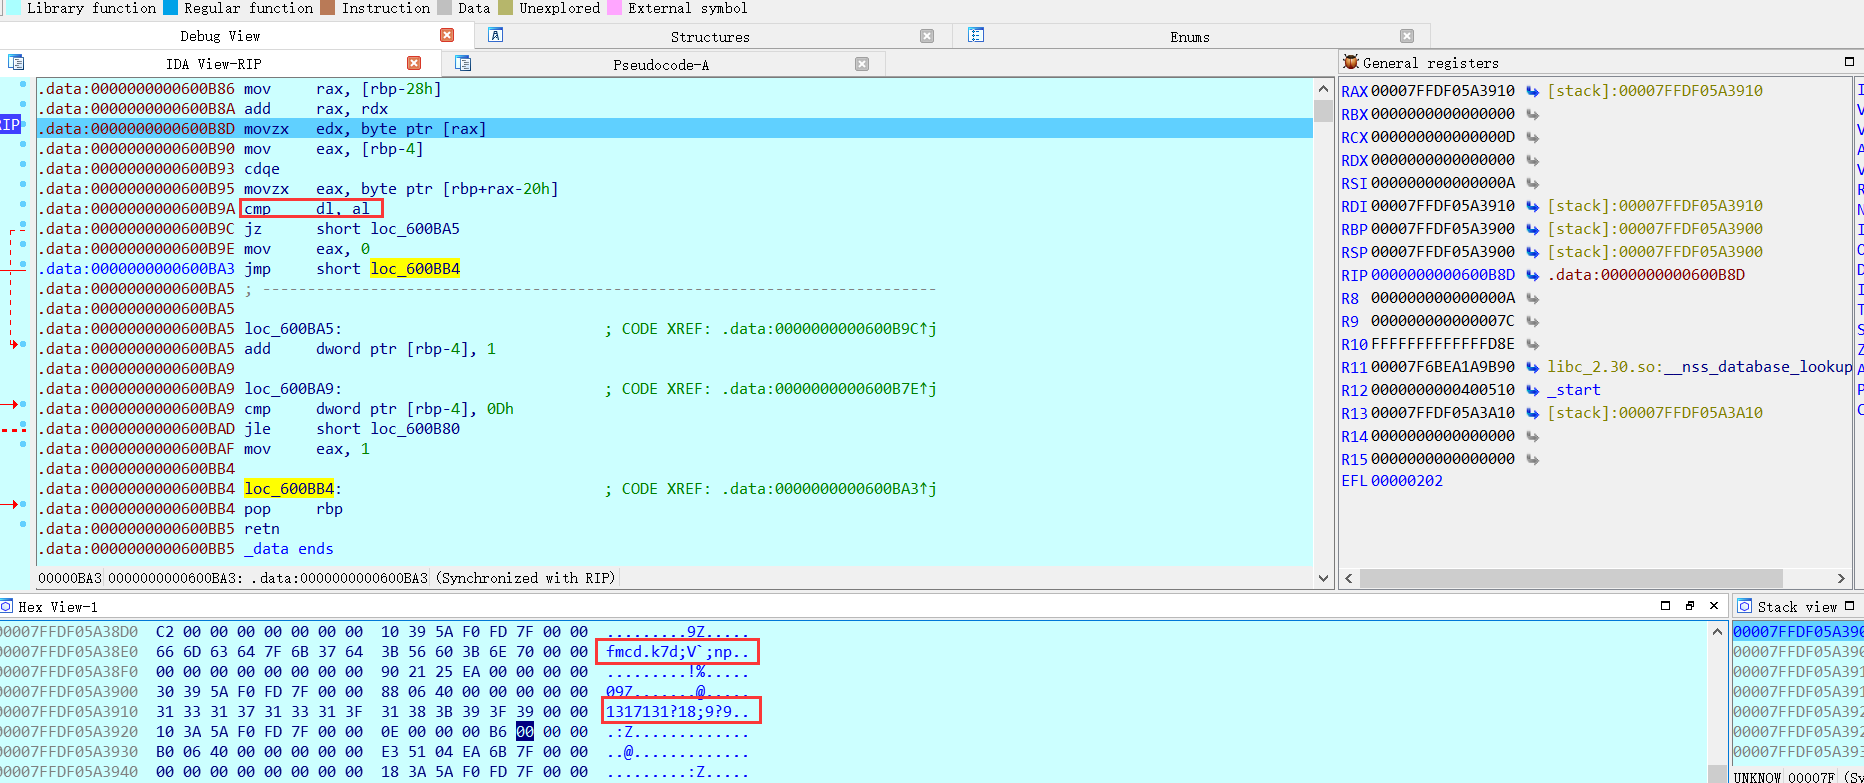 Library function Regular function Instruction Data Unexplored External symbol
Debug View Structures Enums
IDA View-RIP Pseudocode-A General registers
.data:0000000000600B86 mov rax, [rbp-28h]
.data:0000000000600B8A add rax, rdx
RIP .data:0000000000600B8D movzx edx, byte ptr [rax]
.data:0000000000600B90 mov eax, [rbp-4]
.data:0000000000600B93 cdqe
.data:0000000000600B95 movzx eax, byte ptr [rbp+rax-20h]
.data:0000000000600B9A cmp dl, al
.data:0000000000600B9C jz short loc_600BA5
.data:0000000000600B9E mov eax, 0
.data:0000000000600BA3 jmp short loc_600BB4
.data:0000000000600BA5 ; ---------------------------------------------------------------------------
.data:0000000000600BA5
.data:0000000000600BA5 loc_600BA5: ; CODE XREF: .data:0000000000600B9C↑j
.data:0000000000600BA5 add dword ptr [rbp-4], 1
.data:0000000000600BA9
.data:0000000000600BA9 loc_600BA9: ; CODE XREF: .data:0000000000600B7E↑j
.data:0000000000600BA9 cmp dword ptr [rbp-4], 0Dh
.data:0000000000600BAD jle short loc_600B80
.data:0000000000600BAF mov eax, 1
.data:0000000000600BB4
.data:0000000000600BB4 loc_600BB4: ; CODE XREF: .data:0000000000600BA3↑j
.data:0000000000600BB4 pop rbp
.data:0000000000600BB5 retn
.data:0000000000600BB5 _data ends
00000BA3 0000000000600BA3: .data:0000000000600BA3 (Synchronized with RIP)
RAX 00007FFDF05A3910 [stack]:00007FFDF05A3910
RBX 0000000000000000
RCX 000000000000000D
RDX 0000000000000000
RSI 000000000000000A
RDI 00007FFDF05A3910 [stack]:00007FFDF05A3910
RBP 00007FFDF05A3900 [stack]:00007FFDF05A3900
RSP 00007FFDF05A3900 [stack]:00007FFDF05A3900
RIP 0000000000600B8D .data:0000000000600B8D
R8 000000000000000A
R9 000000000000007C
R10 FFFFFFFFFFFFFD8E
R11 00007F6BEA1A9B90 libc_2.30.so:__nss_database_lookup
R12 0000000000400510 _start
R13 00007FFDF05A3A10 [stack]:00007FFDF05A3A10
R14 0000000000000000
R15 0000000000000000
EFL 00000202
Hex View-1 Stack view
00007FFDF05A38D0 C2 00 00 00 00 00 00 00 10 39 5A F0 FD 7F 00 00 .........9Z.....
00007FFDF05A38E0 66 6D 63 64 7F 6B 37 64 3B 56 60 3B 6E 70 00 00 fmcd.k7d;V`;np..
00007FFDF05A38F0 00 00 00 00 00 00 00 00 90 21 25 EA 00 00 00 00 .........!%.....
00007FFDF05A3900 30 39 5A F0 FD 7F 00 00 88 06 40 00 00 00 00 00 09Z.......@.....
00007FFDF05A3910 31 33 31 37 31 33 31 3F 31 38 3B 39 3F 39 00 00 1317131?18;9?9..
00007FFDF05A3920 10 3A 5A F0 FD 7F 00 00 0E 00 00 00 B6 00 00 00 .:Z.............
00007FFDF05A3930 B0 06 40 00 00 00 00 00 E3 51 04 EA 6B 7F 00 00 ..@.............
00007FFDF05A3940 00 00 00 00 00 00 00 00 18 3A 5A F0 FD 7F 00 00 .........:Z.....
00007FFDF05A390
00007FFDF05A390
00007FFDF05A391
00007FFDF05A391
00007FFDF05A392
00007FFDF05A392
00007FFDF05A393
UNKNOW 00007F (Sy